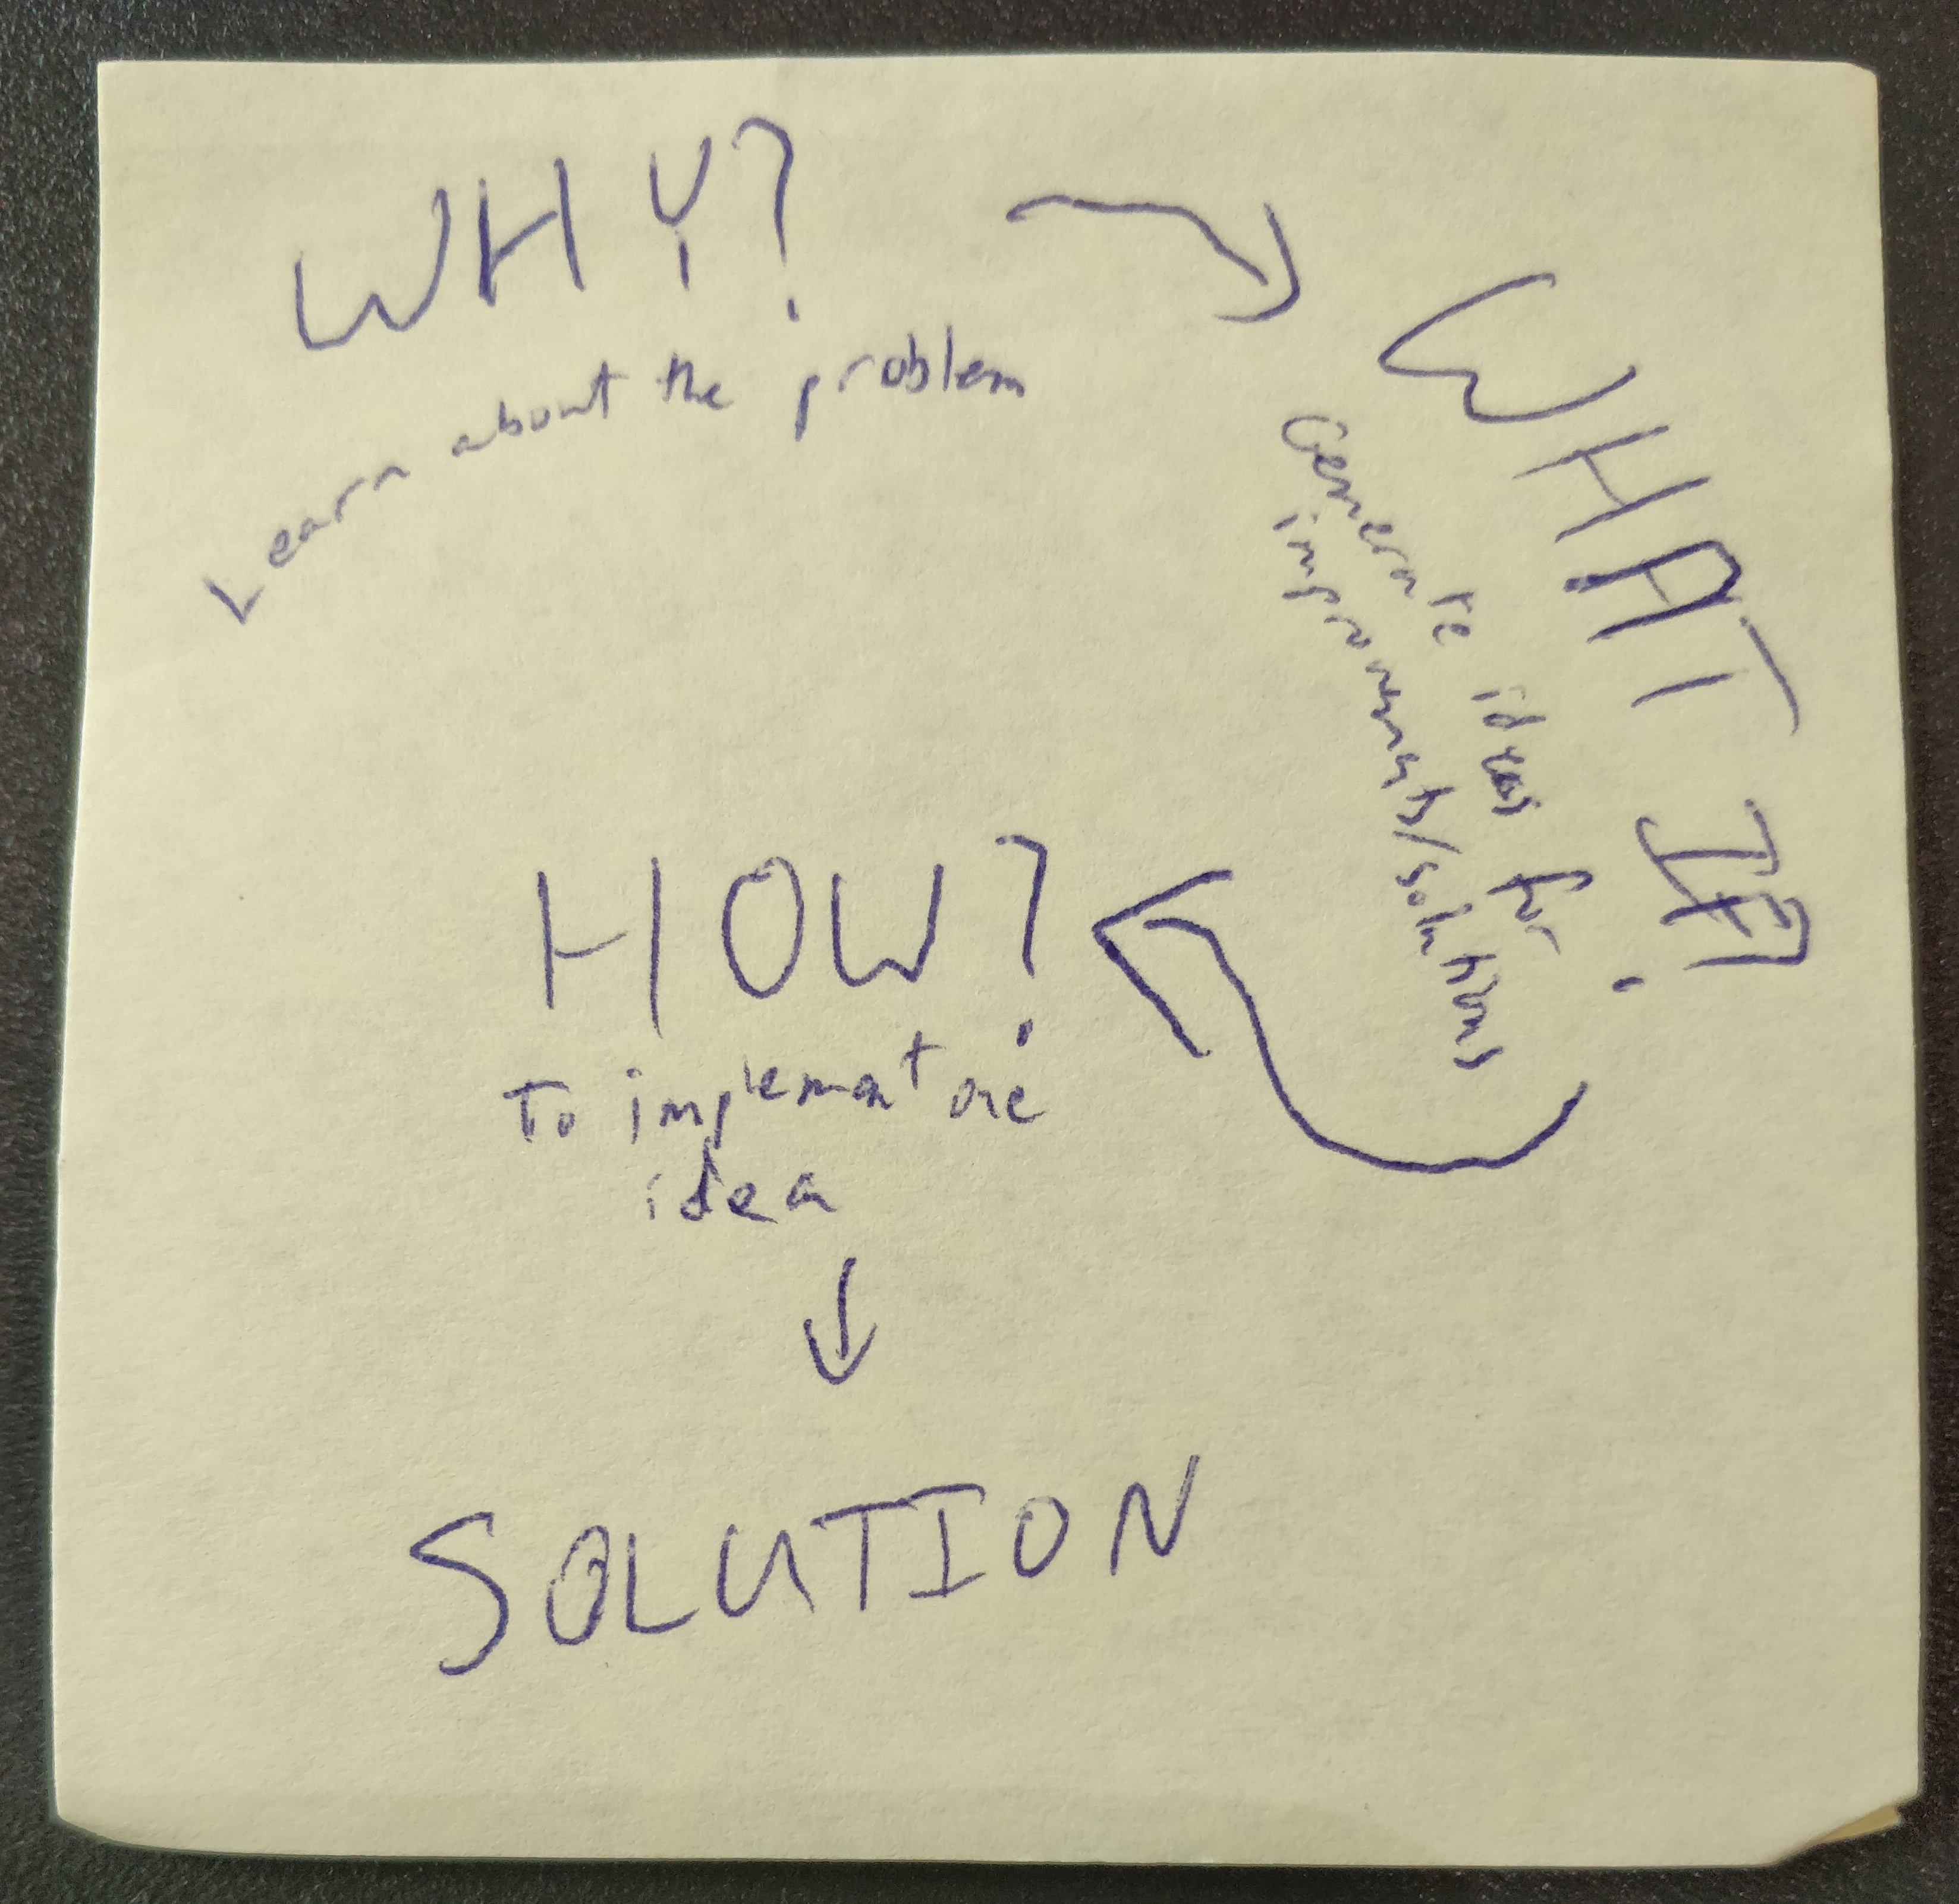 WHY?
Learn about the problem
WHAT IF?
Generate ideas for
improvements/solutions
HOW?
To implement one
idea
SOLUTION